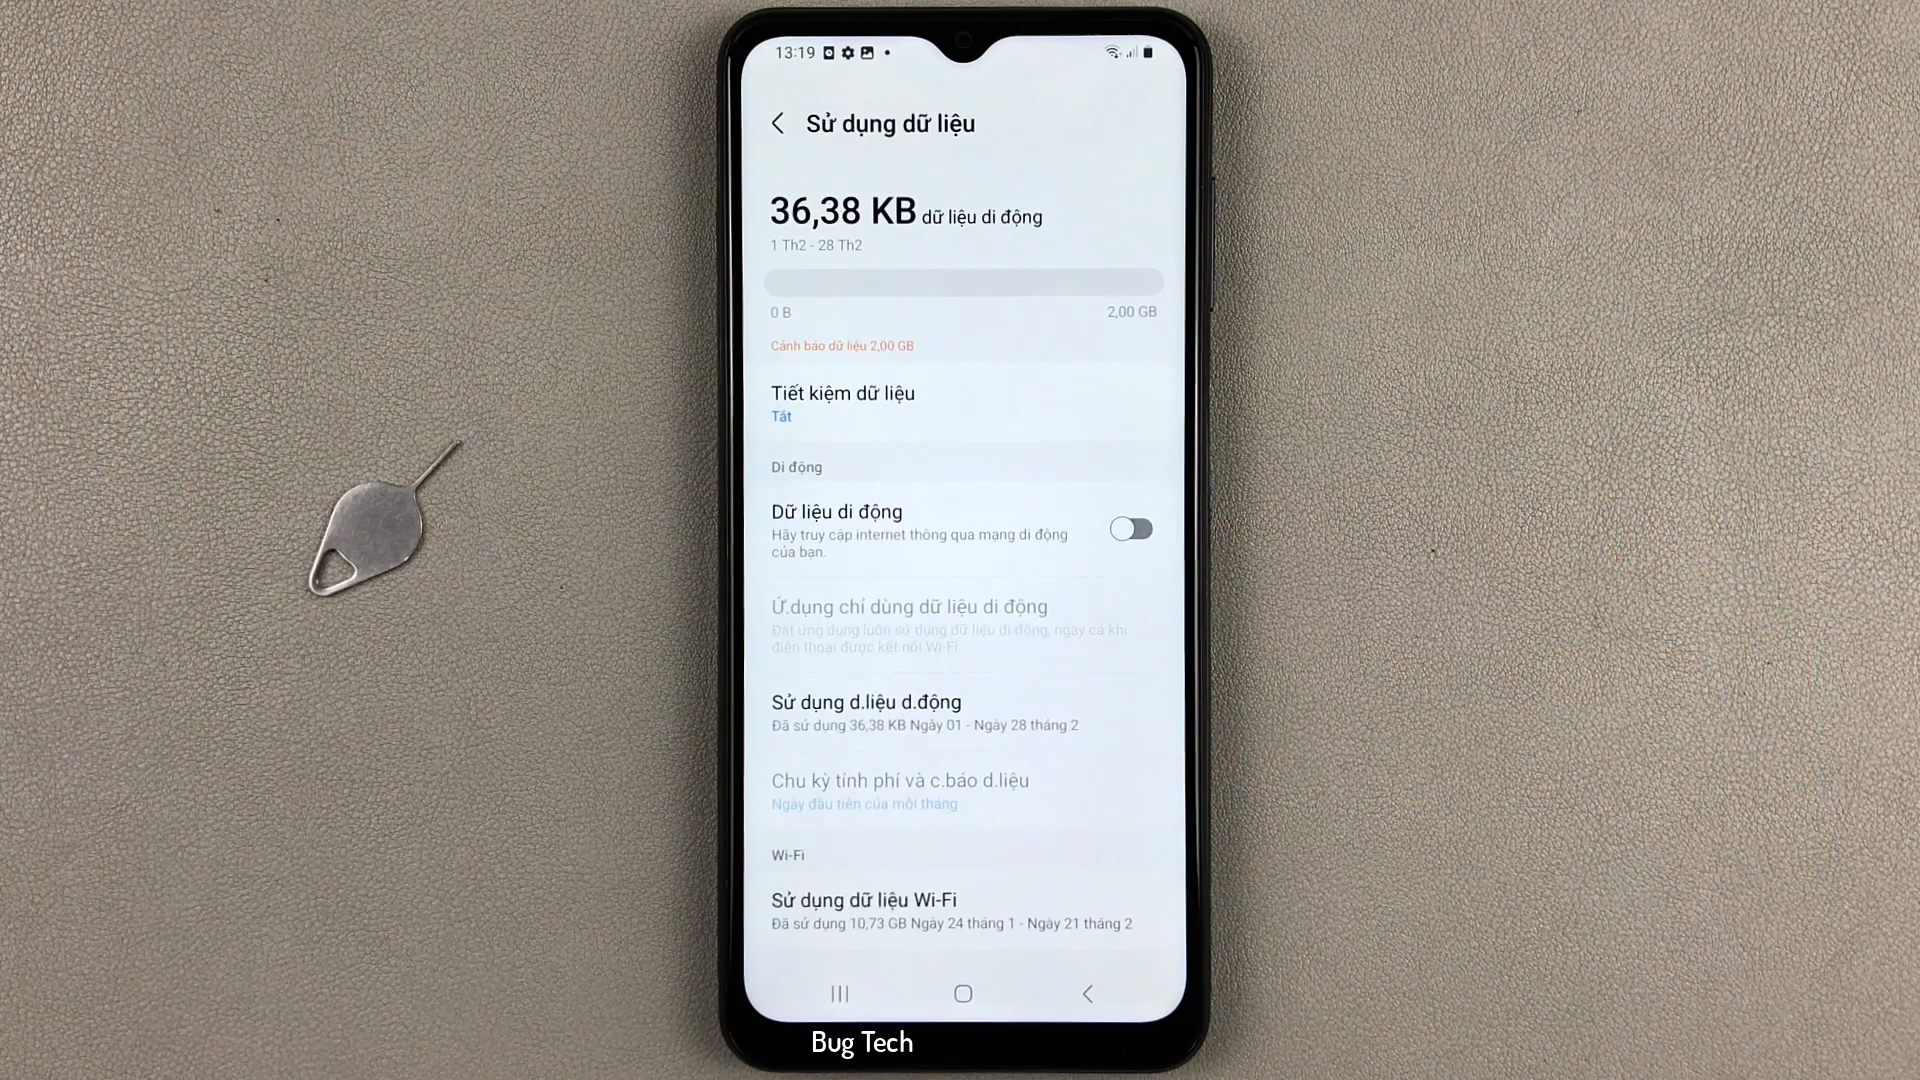 13:19
Sử dụng dữ liệu
36,38 KB dữ liệu di động
1 Th2 - 28 Th2
0 B 2,00 GB
Cảnh báo dữ liệu 2,00 GB
Tiết kiệm dữ liệu
Tắt
Di động
Dữ liệu di động
Hãy truy cập internet thông qua mạng di động
của bạn.
Ứ.dụng chỉ dùng dữ liệu di động
Đặt ứng dụng luôn sử dụng dữ liệu di động, ngay cả khi
điện thoại được kết nối Wi-Fi.
Sử dụng d.liệu d.động
Đã sử dụng 36,38 KB Ngày 01 - Ngày 28 tháng 2
Chu kỳ tính phí và c.báo d.liệu
Ngày đầu tiên của mỗi tháng
Wi-Fi
Sử dụng dữ liệu Wi-Fi
Đã sử dụng 10,73 GB Ngày 24 tháng 1 - Ngày 21 tháng 2
Bug Tech